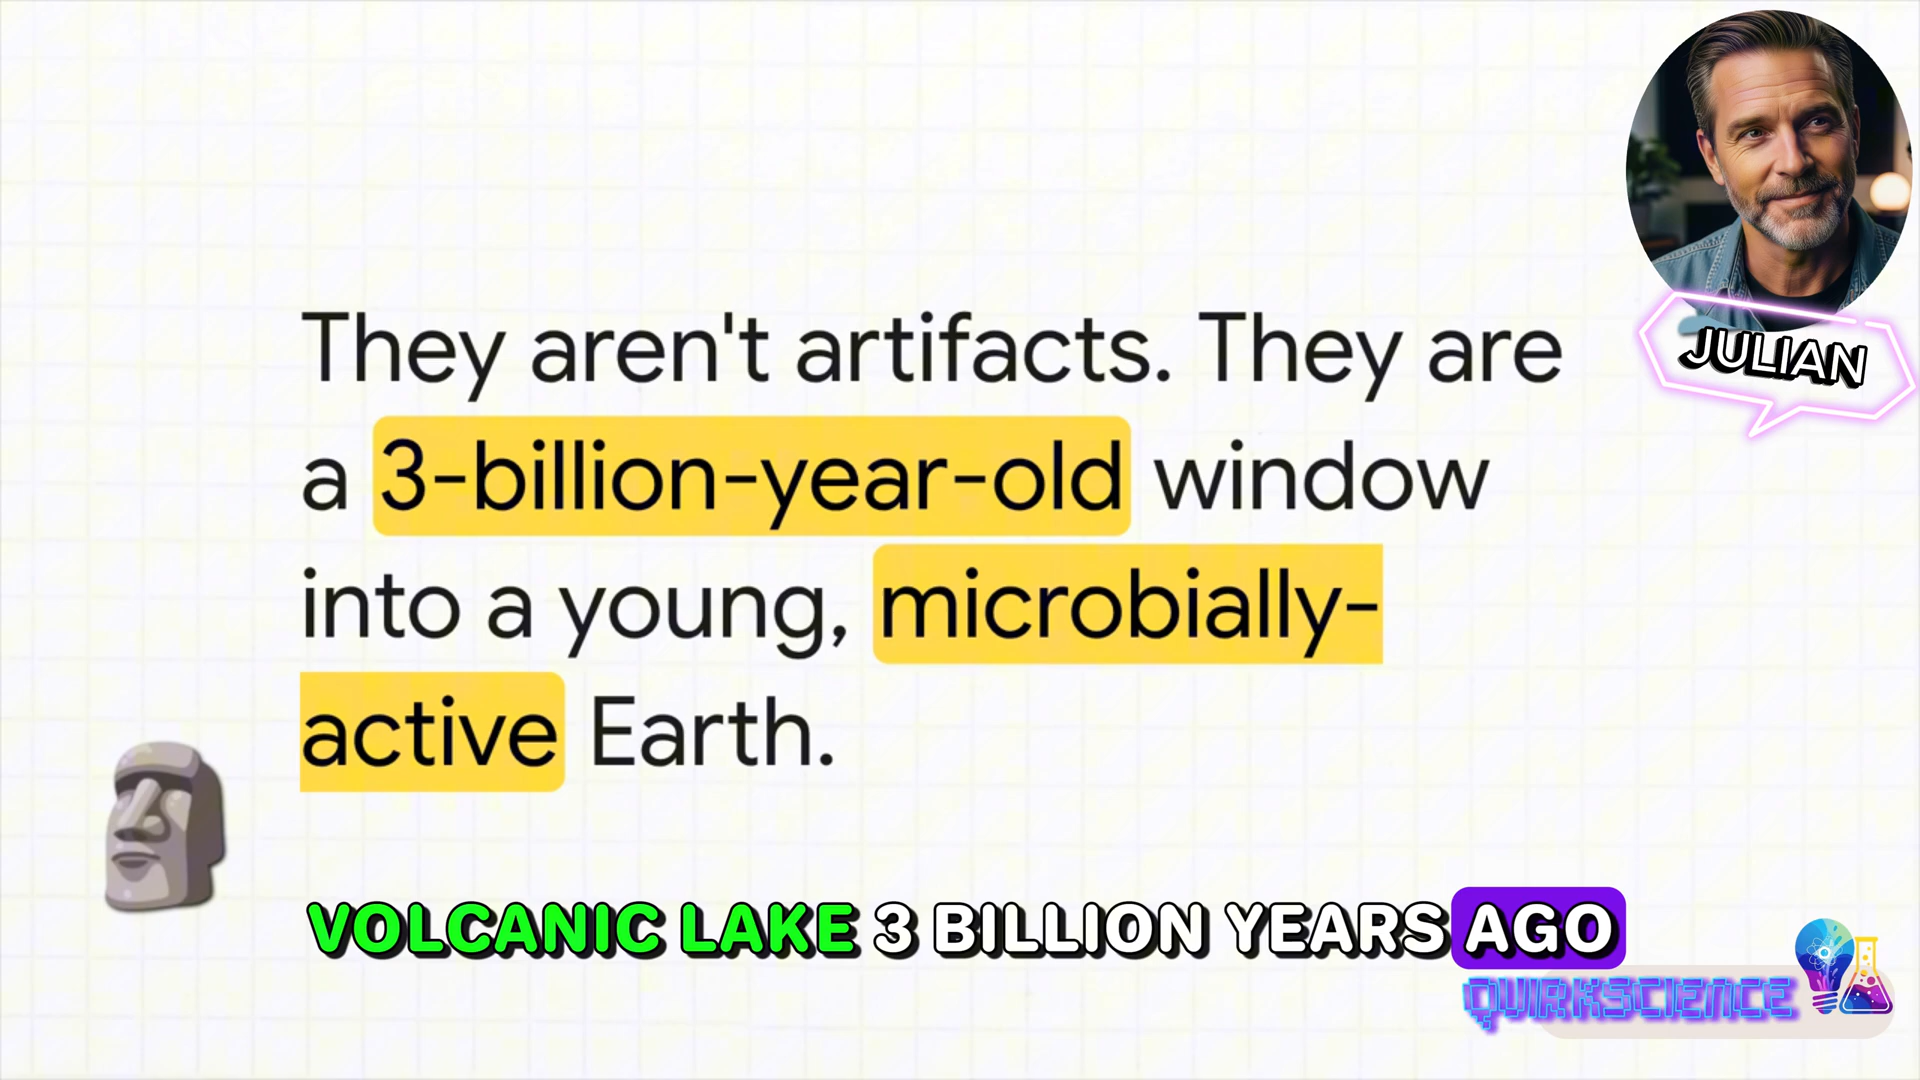 They aren't artifacts. They are
a 3-billion-year-old window
into a young, microbially-
active Earth.
JULIAN
VOLCANIC LAKE 3 BILLION YEARS AGO
QUIRKSCIENCE